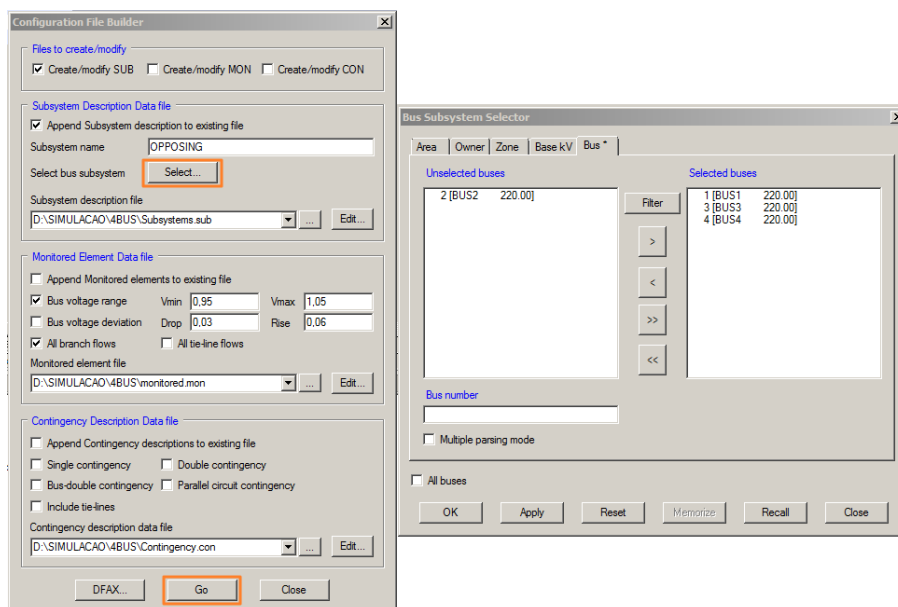 Configuration File Builder
Files to create/modify
Create/modify SUB Create/modify MON Create/modify CON
Subsystem Description Data file
Append Subsystem description to existing file
Subsystem name OPPOSING
Select bus subsystem Select...
Subsystem description file
D:\SIMULACAO\4BUS\Subsystems.sub ... Edit...
Monitored Element Data file
Append Monitored elements to existing file
Bus voltage range Vmin 0,95 Vmax 1,05
Bus voltage deviation Drop 0,03 Rise 0,06
All branch flows All tie-line flows
Monitored element file
D:\SIMULACAO\4BUS\monitored.mon ... Edit...
Contingency Description Data file
Append Contingency descriptions to existing file
Single contingency Double contingency
Bus-double contingency Parallel circuit contingency
Include tie-lines
Contingency description data file
D:\SIMULACAO\4BUS\Contingency.con ... Edit...
DFAX... Go Close
Bus Subsystem Selector
Area Owner Zone Base kV Bus *
Unselected buses Selected buses
2 [BUS2 220.00]
Filter
>
<
>>
<<
1 [BUS1 220.00]
3 [BUS3 220.00]
4 [BUS4 220.00]
Bus number
Multiple parsing mode
All buses
OK Apply Reset Memorize Recall Close